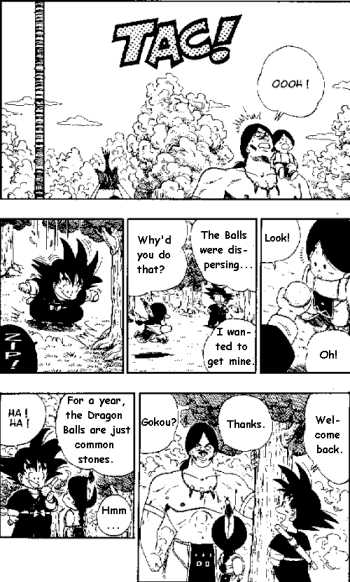 TAC!
OOOH!
ZIP!
Why'd
you do
that?
The Balls
were dis-
persing...
I wan-
ted to
get mine.
Look!
Oh!
HA!
HA!
For a year,
the Dragon
Balls are just
common
stones.
Hmm
...
Gokou?
Thanks.
Wel-
come
back.